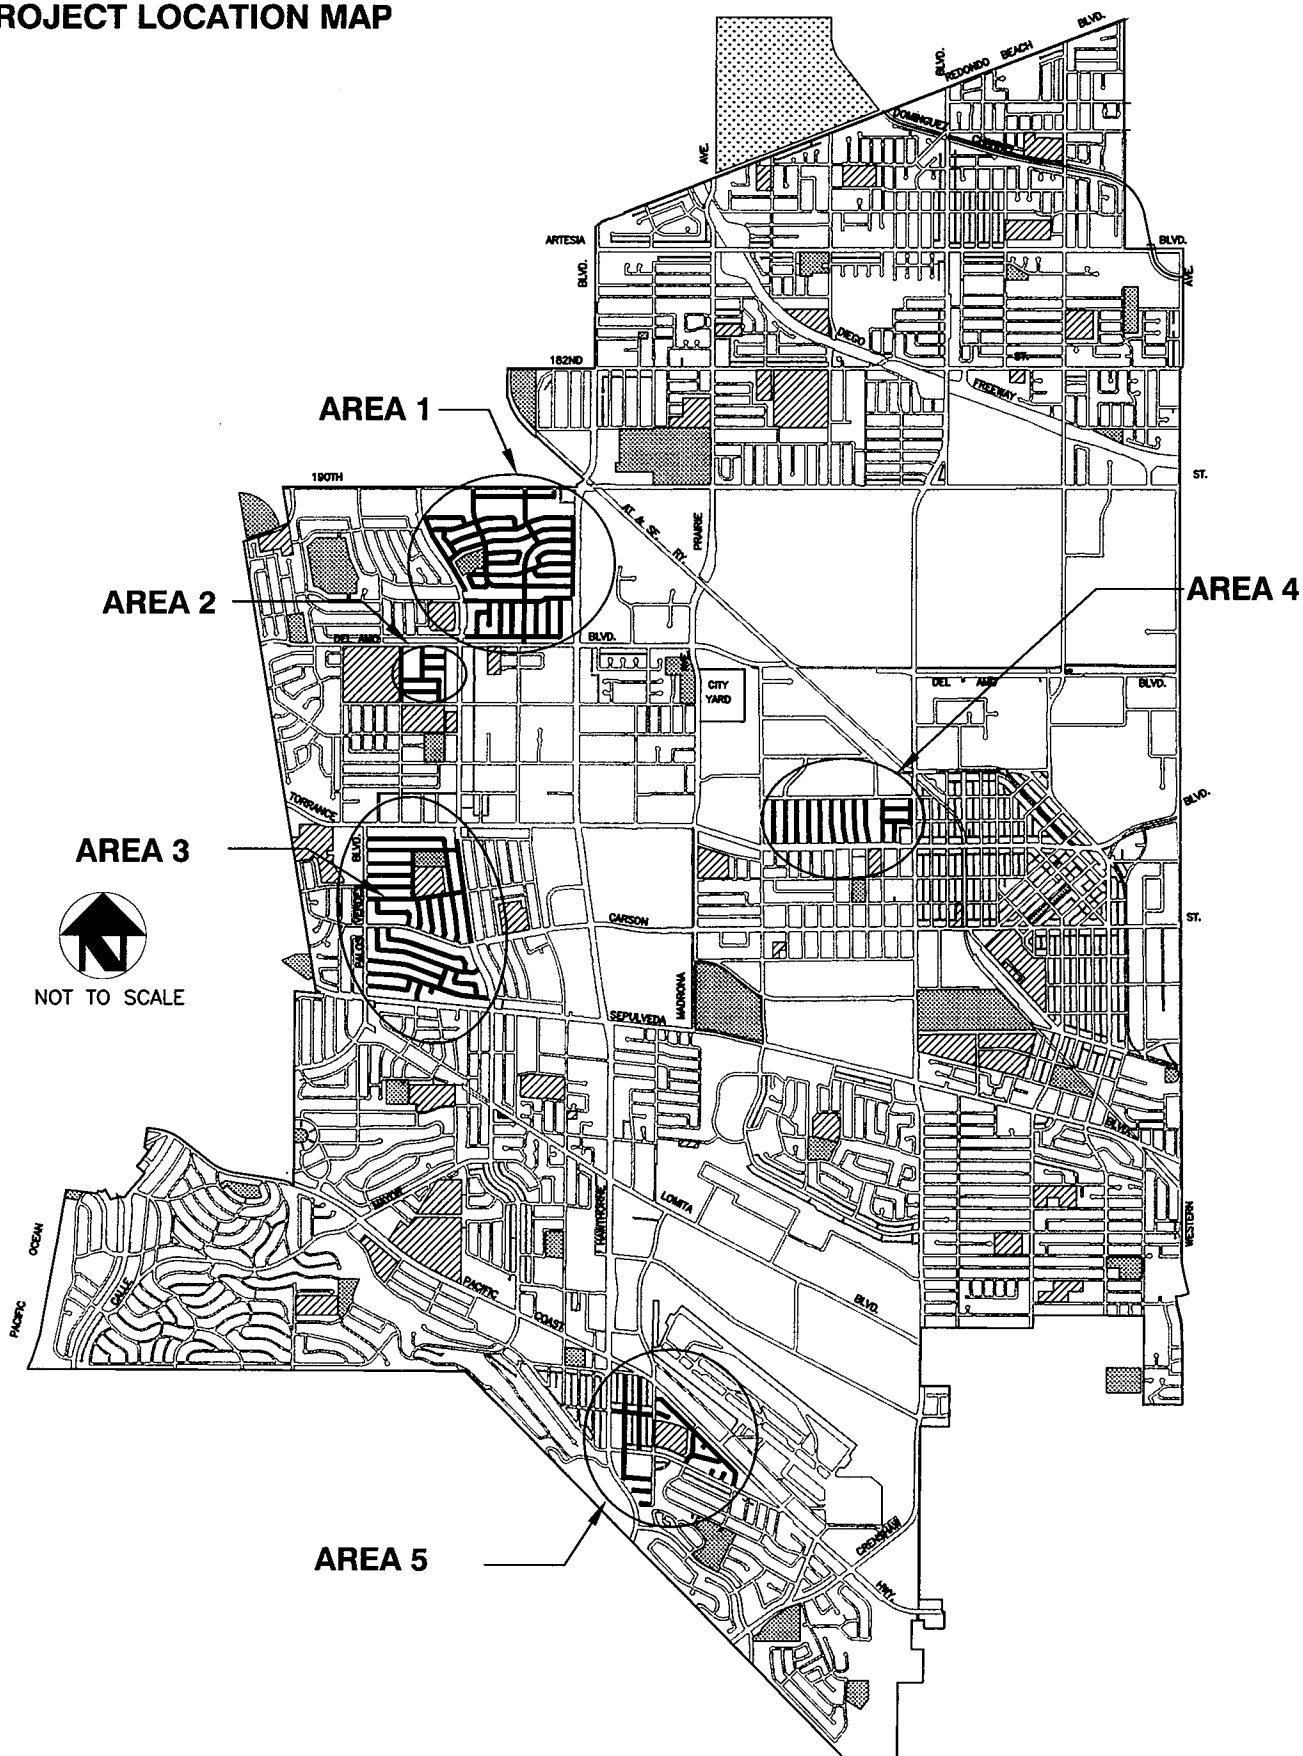 ROJECT LOCATION MAP
BLVD.
BLVD.
REDONDO BEACH
DOMINGUEZ
AVE.
ARTESIA
BLVD.
BLVD.
AVE.
DIEGO
182ND
ST.
FREEWAY
AREA 1
190TH
ST.
AT. & SF. RY.
PRAIRIE
AREA 2
AREA 4
DEL AMO
BLVD.
AVE.
CITY
YARD
DEL AMO
BLVD.
TORRANCE
BLVD.
AREA 3
BLVD.
PALOS VERDES
CARSON
ST.
NOT TO SCALE
MADRONA
SEPULVEDA
BLVD.
MAYOR
HAWTHORNE
LOMITA
WESTERN
OCEAN
CALLE
PACIFIC
BLVD.
PACIFIC
COAST
CRENSHAW
AREA 5
HWY.